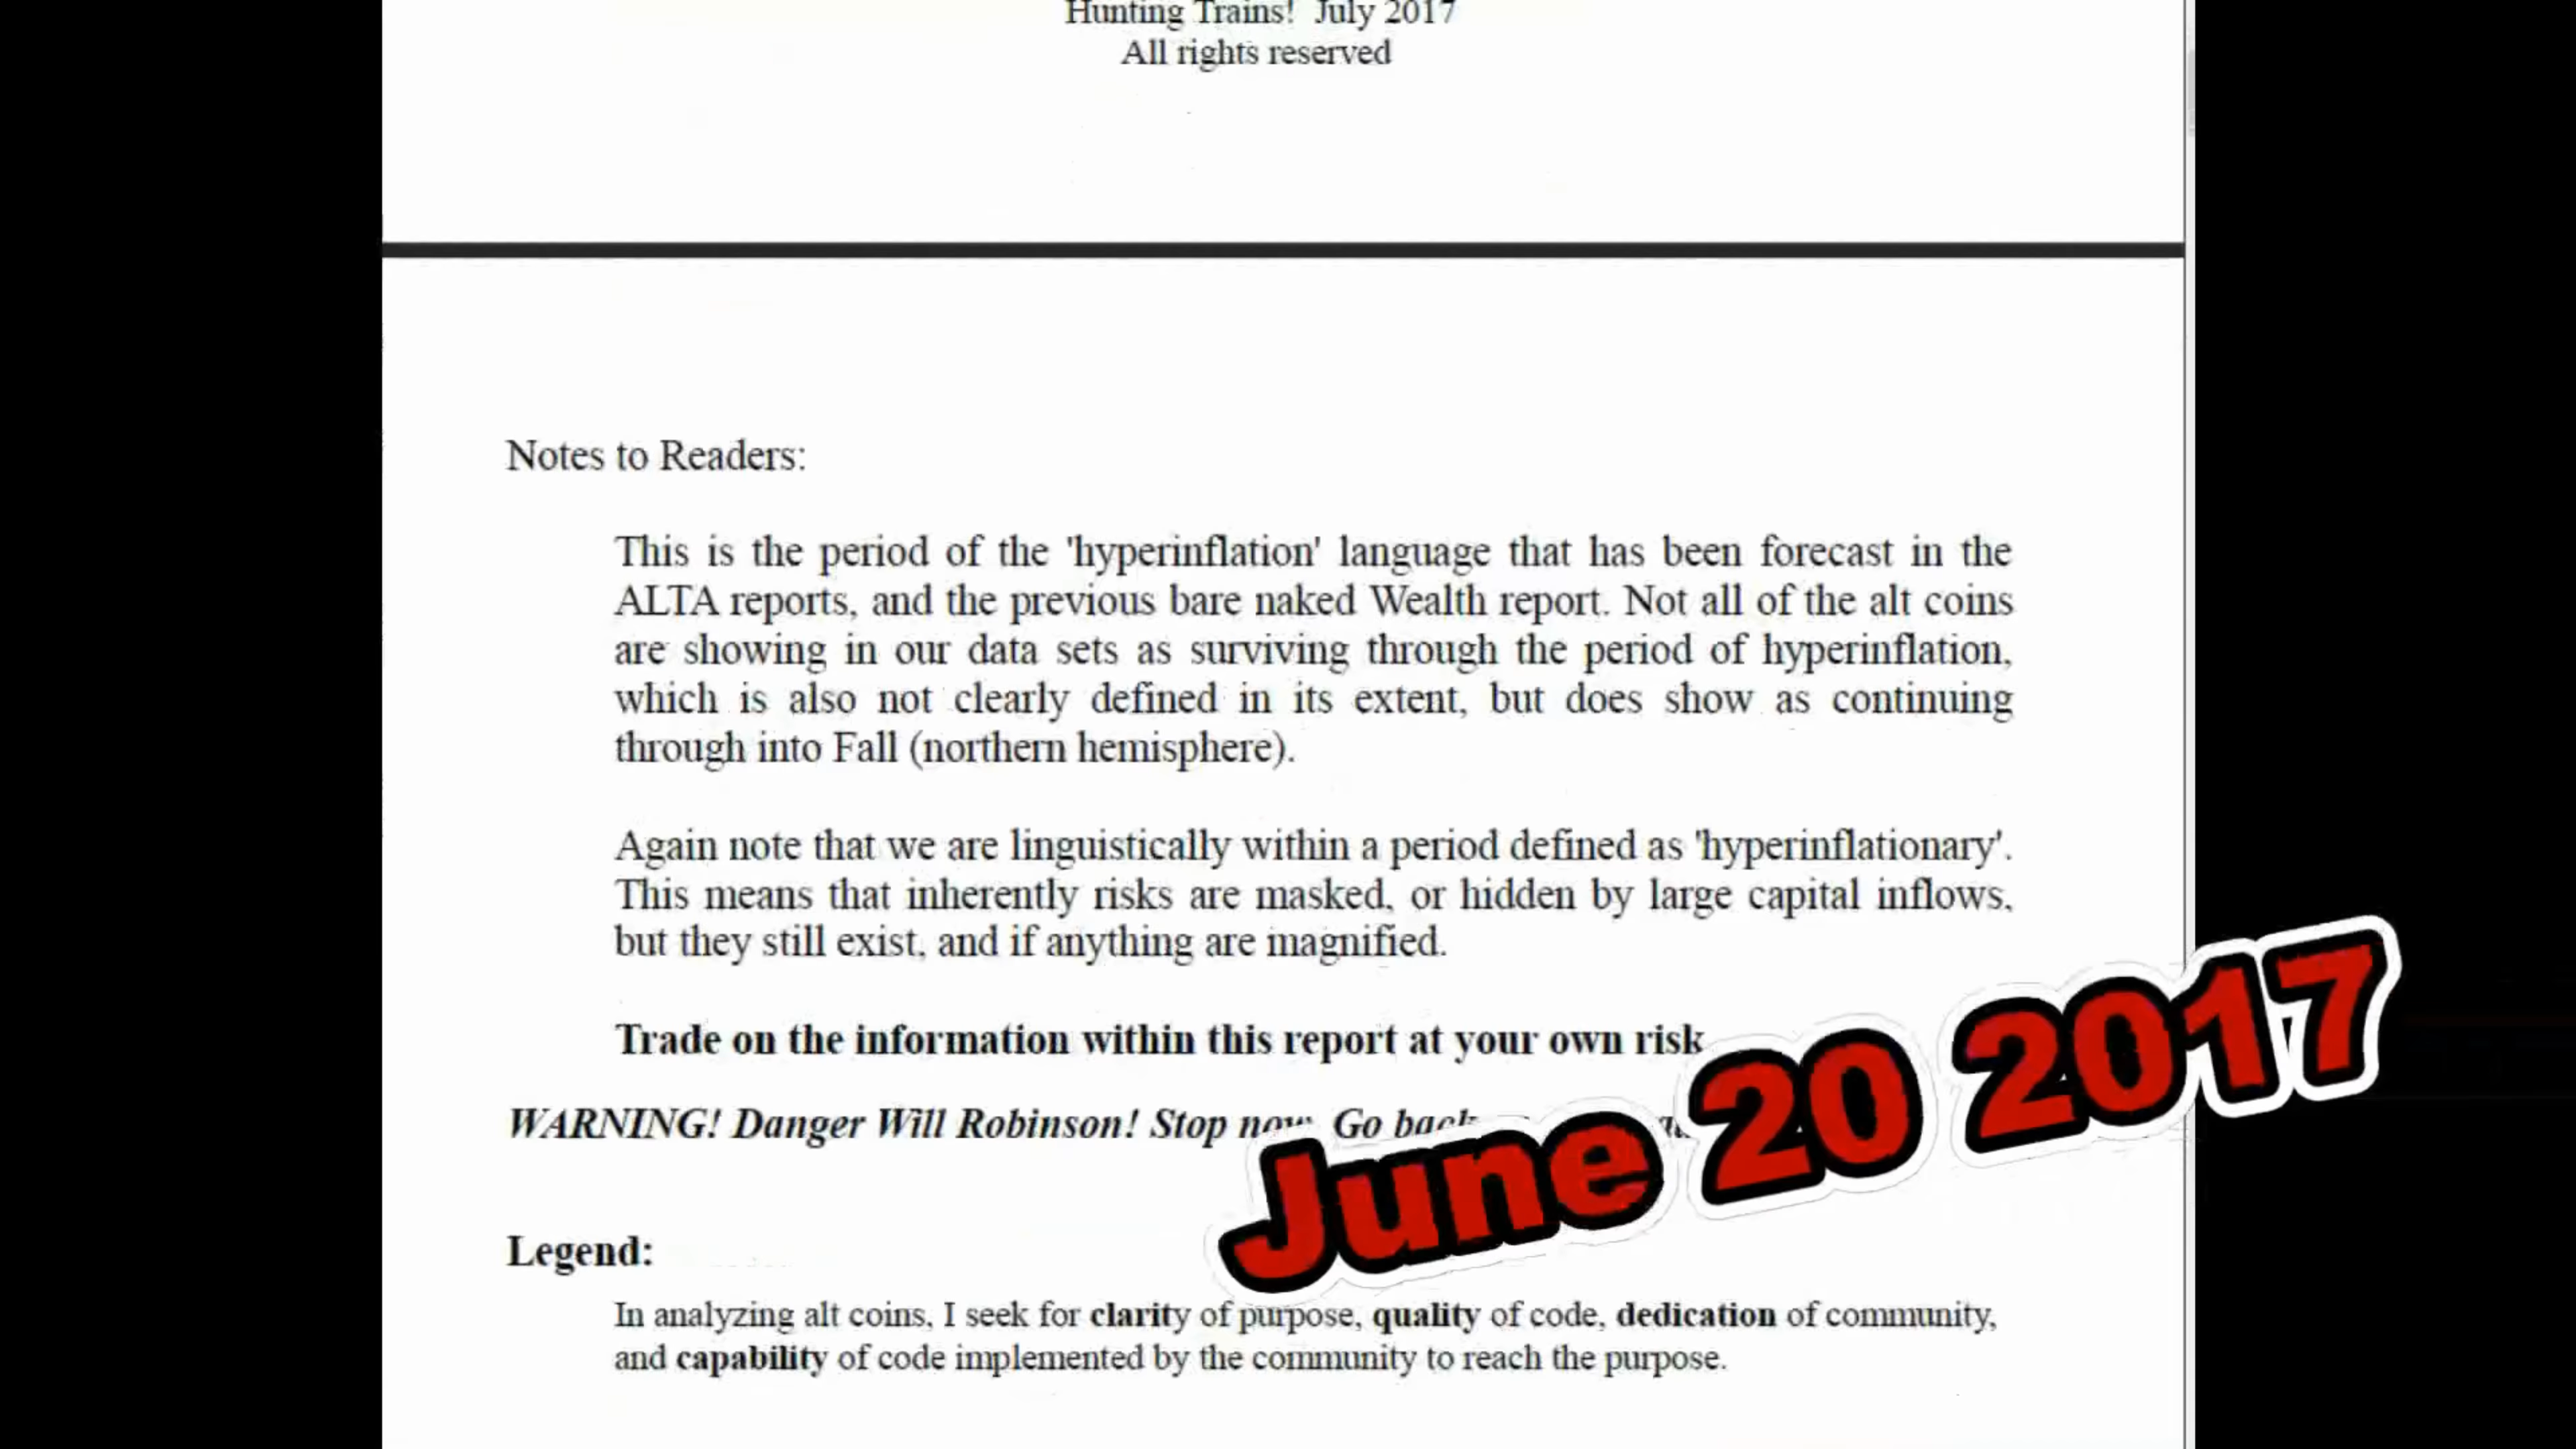 Hunting Trains! July 2017
All rights reserved
Notes to Readers:
This is the period of the 'hyperinflation' language that has been forecast in the
ALTA reports, and the previous bare naked Wealth report. Not all of the alt coins
are showing in our data sets as surviving through the period of hyperinflation,
which is also not clearly defined in its extent, but does show as continuing
through into Fall (northern hemisphere).
Again note that we are linguistically within a period defined as 'hyperinflationary'.
This means that inherently risks are masked, or hidden by large capital inflows,
but they still exist, and if anything are magnified.
Trade on the information within this report at your own risk
WARNING! Danger Will Robinson! Stop now. Go back
June 20 2017
Legend:
In analyzing alt coins, I seek for clarity of purpose, quality of code, dedication of community,
and capability of code implemented by the community to reach the purpose.